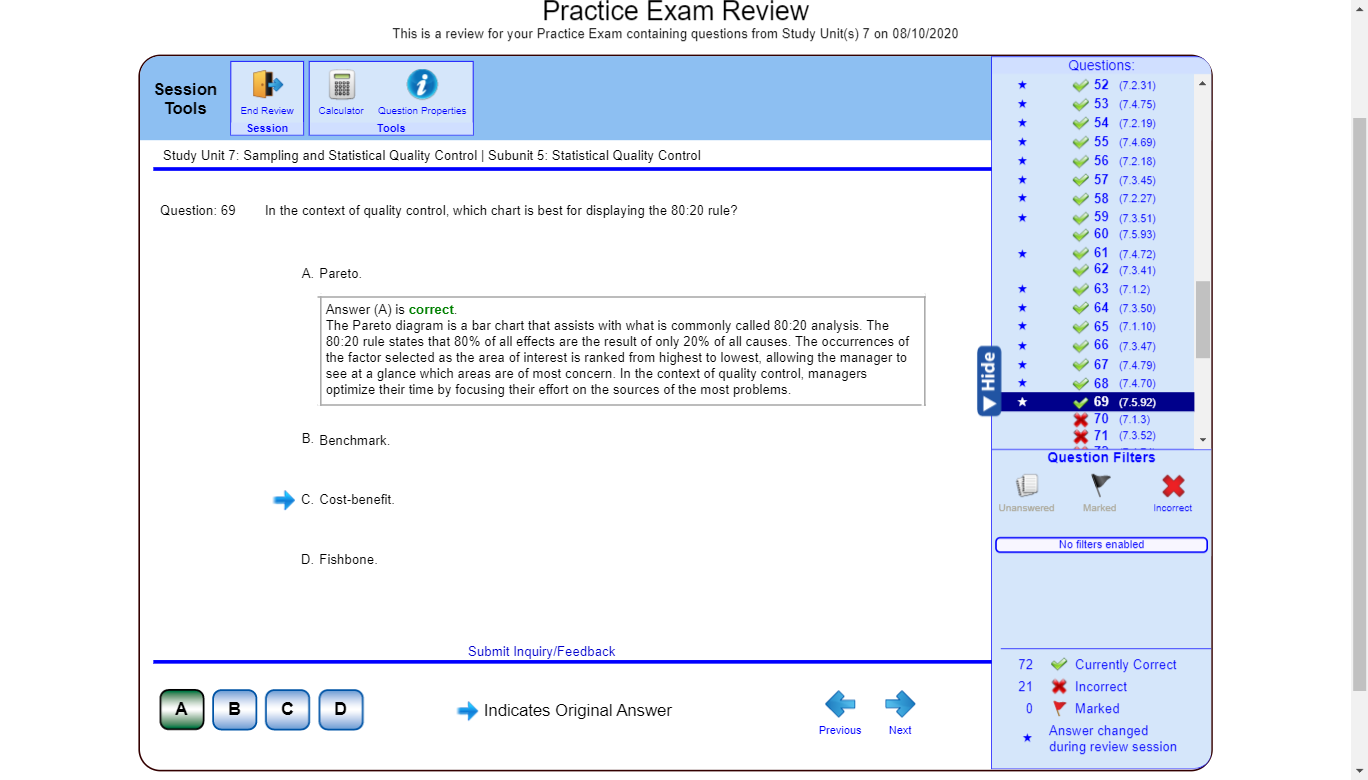 Practice Exam Review
This is a review for your Practice Exam containing questions from Study Unit(s) 7 on 08/10/2020
Session
Tools
End Review
Session
Calculator
Question Properties
Tools
Study Unit 7: Sampling and Statistical Quality Control | Subunit 5: Statistical Quality Control
Question: 69 In the context of quality control, which chart is best for displaying the 80:20 rule?
A. Pareto.
Answer (A) is correct.
The Pareto diagram is a bar chart that assists with what is commonly called 80:20 analysis. The
80:20 rule states that 80% of all effects are the result of only 20% of all causes. The occurrences of
the factor selected as the area of interest is ranked from highest to lowest, allowing the manager to
see at a glance which areas are of most concern. In the context of quality control, managers
optimize their time by focusing their effort on the sources of the most problems.
B. Benchmark.
C. Cost-benefit.
D. Fishbone.
Submit Inquiry/Feedback
A B C D
Indicates Original Answer
Previous
Next
Hide
Questions:
52 (7.2.31)
53 (7.4.75)
54 (7.2.19)
55 (7.4.69)
56 (7.2.18)
57 (7.3.45)
58 (7.2.27)
59 (7.3.51)
60 (7.5.93)
61 (7.4.72)
62 (7.3.41)
63 (7.1.2)
64 (7.3.50)
65 (7.1.10)
66 (7.3.47)
67 (7.4.79)
68 (7.4.70)
69 (7.5.92)
70 (7.1.3)
71 (7.3.52)
Question Filters
Unanswered
Marked
Incorrect
No filters enabled
72 Currently Correct
21 Incorrect
0 Marked
Answer changed
during review session